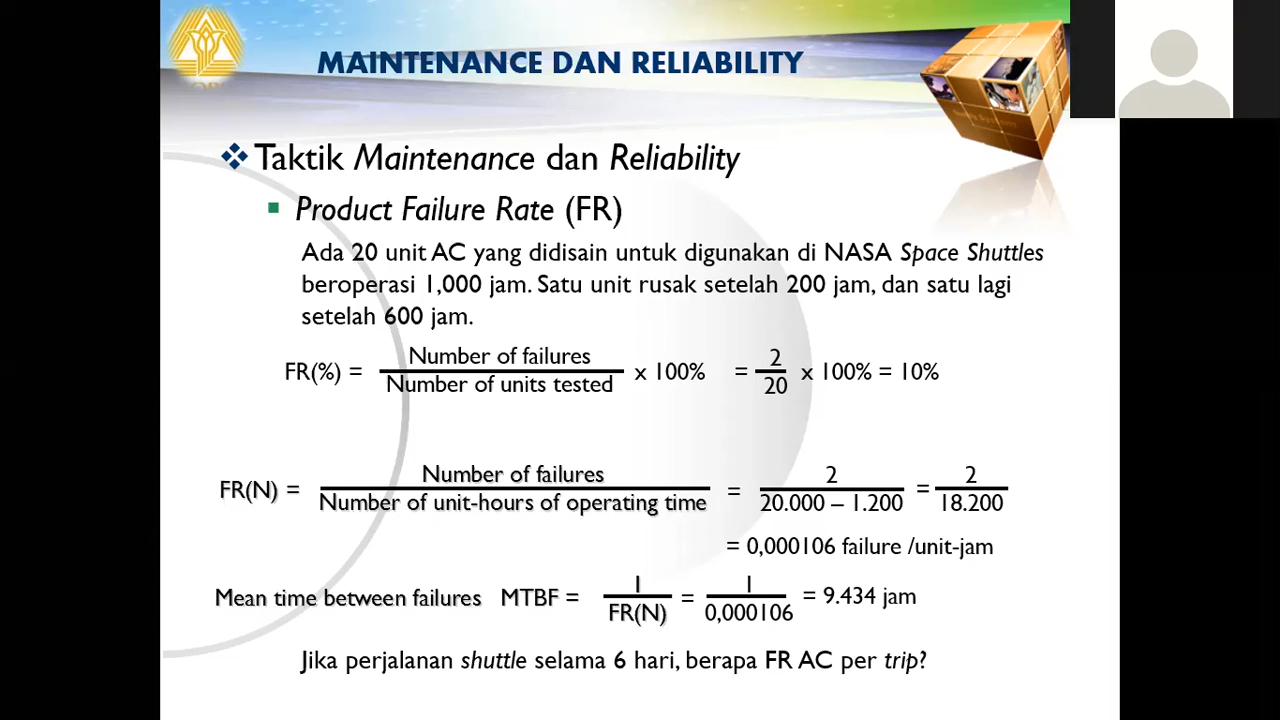 MAINTENANCE DAN RELIABILITY
Taktik Maintenance dan Reliability
Product Failure Rate (FR)
Ada 20 unit AC yang didisain untuk digunakan di NASA Space Shuttles
beroperasi 1,000 jam. Satu unit rusak setelah 200 jam, dan satu lagi
setelah 600 jam.
FR(%) = Number of failures / Number of units tested x 100% = 2 / 20 x 100% = 10%
FR(N) = Number of failures / Number of unit-hours of operating time = 2 / 20.000 – 1.200 = 2 / 18.200
= 0,000106 failure /unit-jam
Mean time between failures MTBF = 1 / FR(N) = 1 / 0,000106 = 9.434 jam
Jika perjalanan shuttle selama 6 hari, berapa FR AC per trip?